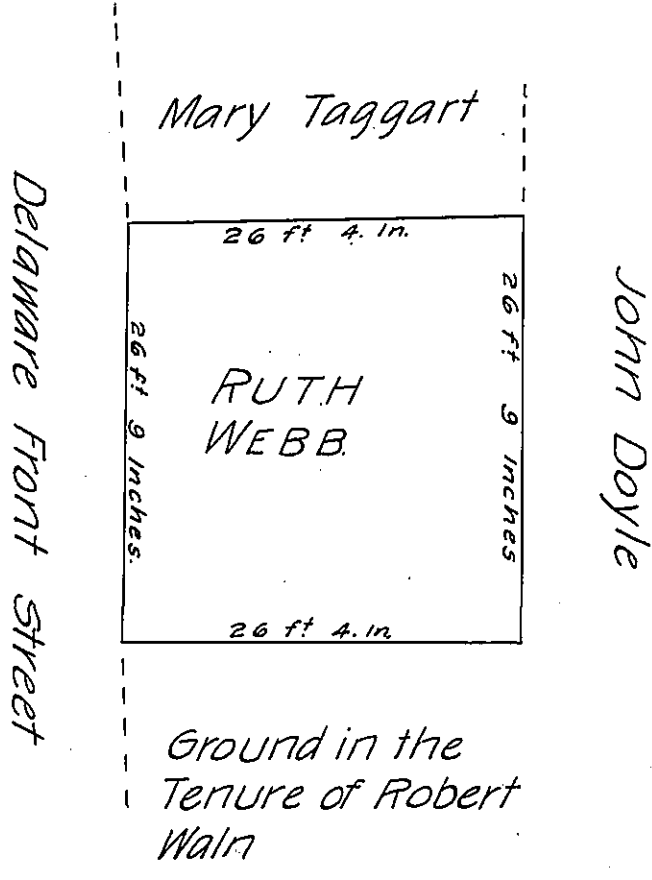 Mary Taggart
Delaware Front Street
26 ft 4. In.
26 ft 9 Inches.
RUTH
WEBB.
26 ft 9 Inches
John Doyle
26 ft 4. In
Ground in the
Tenure of Robert
Waln